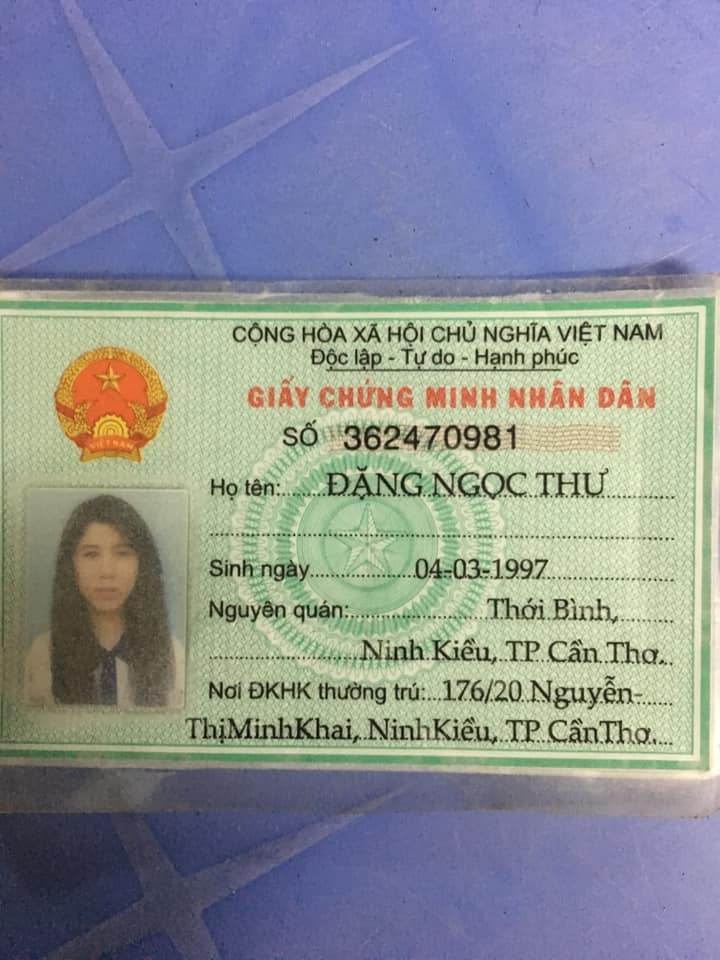 CỘNG HÒA XÃ HỘI CHỦ NGHĨA VIỆT NAM
Độc lập - Tự do - Hạnh phúc
GIẤY CHỨNG MINH NHÂN DÂN
SỐ 362470981
VIỆT NAM
Họ tên: ĐẶNG NGỌC THƯ
Sinh ngày 04-03-1997
Nguyên quán: Thới Bình,
Ninh Kiều, TP Cần Thơ.
Nơi ĐKHK thường trú: 176/20 Nguyễn-
ThịMinhKhai, NinhKiều, TP CầnThơ.